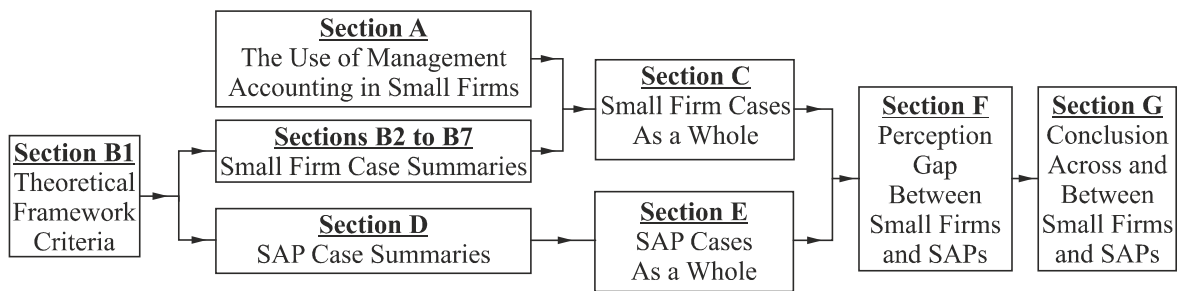 Section A
The Use of Management
Accounting in Small Firms
Section B1
Theoretical
Framework
Criteria
Sections B2 to B7
Small Firm Case Summaries
Section D
SAP Case Summaries
Section C
Small Firm Cases
As a Whole
Section E
SAP Cases
As a Whole
Section F
Perception
Gap
Between
Small Firms
and SAPs
Section G
Conclusion
Across and
Between
Small Firms
and SAPs